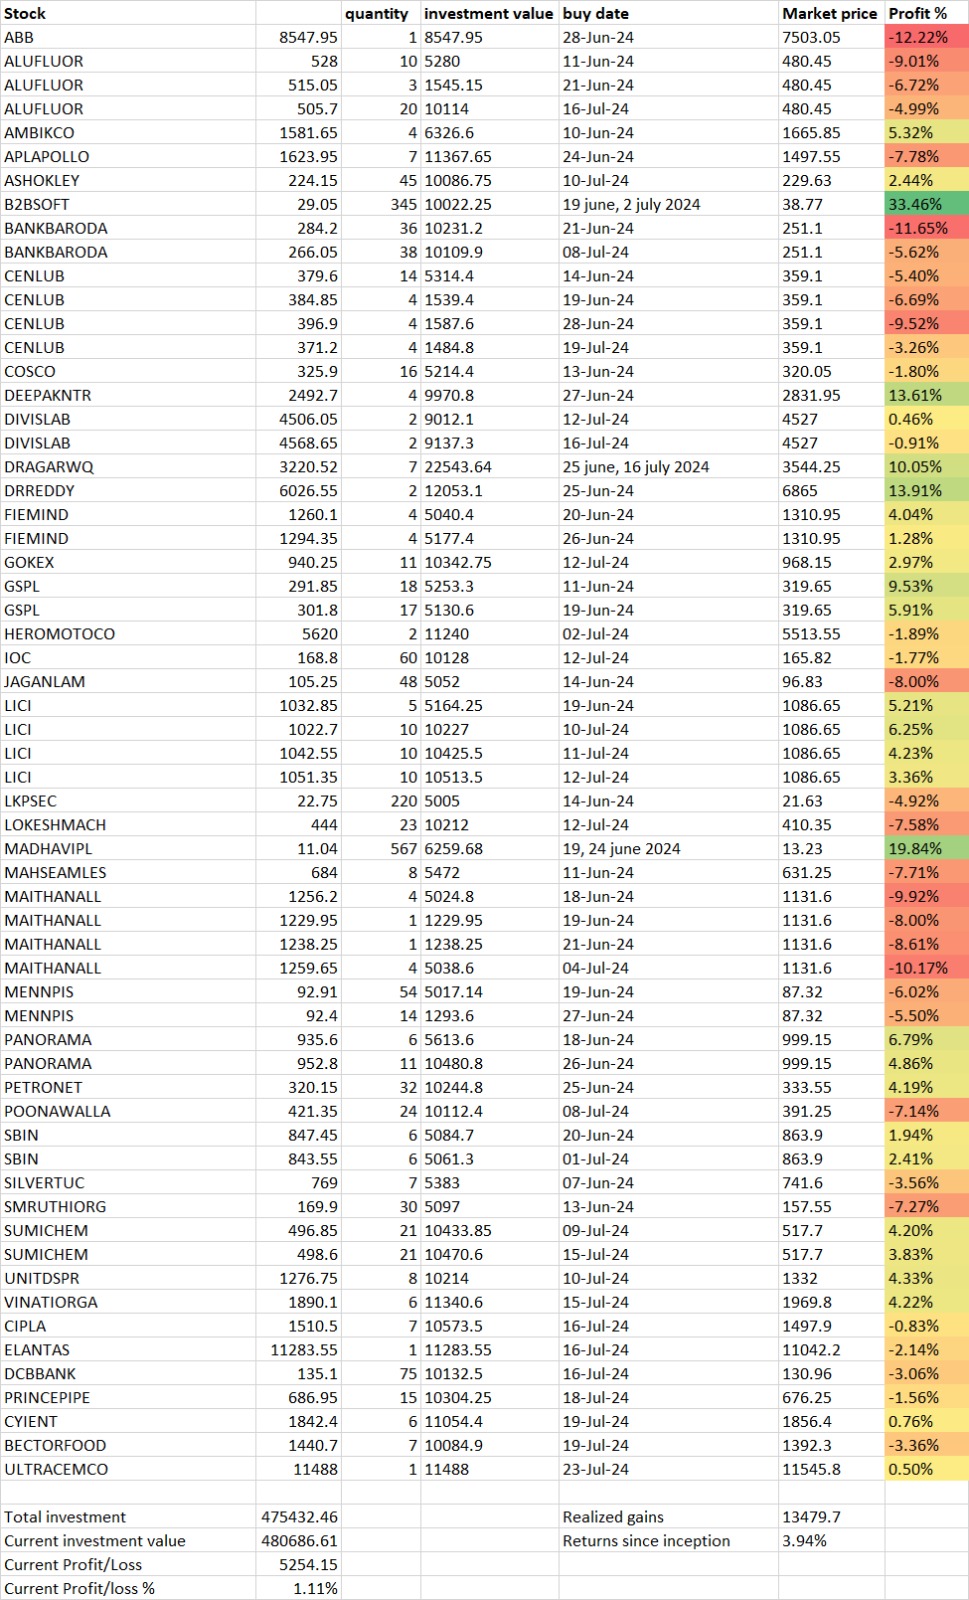 Stock quantity investment value buy date Market price Profit %
ABB 8547.95 1 8547.95 28-Jun-24 7503.05 -12.22%
ALUFLUOR 528 10 5280 11-Jun-24 480.45 -9.01%
ALUFLUOR 515.05 3 1545.15 21-Jun-24 480.45 -6.72%
ALUFLUOR 505.7 20 10114 16-Jul-24 480.45 -4.99%
AMBIKCO 1581.65 4 6326.6 10-Jun-24 1665.85 5.32%
APLAPOLLO 1623.95 7 11367.65 24-Jun-24 1497.55 -7.78%
ASHOKLEY 224.15 45 10086.75 10-Jul-24 229.63 2.44%
B2BSOFT 29.05 345 10022.25 19 june, 2 july 2024 38.77 33.46%
BANKBARODA 284.2 36 10231.2 21-Jun-24 251.1 -11.65%
BANKBARODA 266.05 38 10109.9 08-Jul-24 251.1 -5.62%
CENLUB 379.6 14 5314.4 14-Jun-24 359.1 -5.40%
CENLUB 384.85 4 1539.4 19-Jun-24 359.1 -6.69%
CENLUB 396.9 4 1587.6 28-Jun-24 359.1 -9.52%
CENLUB 371.2 4 1484.8 19-Jul-24 359.1 -3.26%
COSCO 325.9 16 5214.4 13-Jun-24 320.05 -1.80%
DEEPAKNTR 2492.7 4 9970.8 27-Jun-24 2831.95 13.61%
DIVISLAB 4506.05 2 9012.1 12-Jul-24 4527 0.46%
DIVISLAB 4568.65 2 9137.3 16-Jul-24 4527 -0.91%
DRAGARWQ 3220.52 7 22543.64 25 june, 16 july 2024 3544.25 10.05%
DRREDDY 6026.55 2 12053.1 25-Jun-24 6865 13.91%
FIEMIND 1260.1 4 5040.4 20-Jun-24 1310.95 4.04%
FIEMIND 1294.35 4 5177.4 26-Jun-24 1310.95 1.28%
GOKEX 940.25 11 10342.75 12-Jul-24 968.15 2.97%
GSPL 291.85 18 5253.3 11-Jun-24 319.65 9.53%
GSPL 301.8 17 5130.6 19-Jun-24 319.65 5.91%
HEROMOTOCO 5620 2 11240 02-Jul-24 5513.55 -1.89%
IOC 168.8 60 10128 12-Jul-24 165.82 -1.77%
JAGANLAM 105.25 48 5052 14-Jun-24 96.83 -8.00%
LICI 1032.85 5 5164.25 19-Jun-24 1086.65 5.21%
LICI 1022.7 10 10227 10-Jul-24 1086.65 6.25%
LICI 1042.55 10 10425.5 11-Jul-24 1086.65 4.23%
LICI 1051.35 10 10513.5 12-Jul-24 1086.65 3.36%
LKPSEC 22.75 220 5005 14-Jun-24 21.63 -4.92%
LOKESHMACH 444 23 10212 12-Jul-24 410.35 -7.58%
MADHAVIPL 11.04 567 6259.68 19, 24 june 2024 13.23 19.84%
MAHSEAMLES 684 8 5472 11-Jun-24 631.25 -7.71%
MAITHANALL 1256.2 4 5024.8 18-Jun-24 1131.6 -9.92%
MAITHANALL 1229.95 1 1229.95 19-Jun-24 1131.6 -8.00%
MAITHANALL 1238.25 1 1238.25 21-Jun-24 1131.6 -8.61%
MAITHANALL 1259.65 4 5038.6 04-Jul-24 1131.6 -10.17%
MENNPIS 92.91 54 5017.14 19-Jun-24 87.32 -6.02%
MENNPIS 92.4 14 1293.6 27-Jun-24 87.32 -5.50%
PANORAMA 935.6 6 5613.6 18-Jun-24 999.15 6.79%
PANORAMA 952.8 11 10480.8 26-Jun-24 999.15 4.86%
PETRONET 320.15 32 10244.8 25-Jun-24 333.55 4.19%
POONAWALLA 421.35 24 10112.4 08-Jul-24 391.25 -7.14%
SBIN 847.45 6 5084.7 20-Jun-24 863.9 1.94%
SBIN 843.55 6 5061.3 01-Jul-24 863.9 2.41%
SILVERTUC 769 7 5383 07-Jun-24 741.6 -3.56%
SMRUTHIORG 169.9 30 5097 13-Jun-24 157.55 -7.27%
SUMICHEM 496.85 21 10433.85 09-Jul-24 517.7 4.20%
SUMICHEM 498.6 21 10470.6 15-Jul-24 517.7 3.83%
UNITDSPR 1276.75 8 10214 10-Jul-24 1332 4.33%
VINATIORGA 1890.1 6 11340.6 15-Jul-24 1969.8 4.22%
CIPLA 1510.5 7 10573.5 16-Jul-24 1497.9 -0.83%
ELANTAS 11283.55 1 11283.55 16-Jul-24 11042.2 -2.14%
DCBBANK 135.1 75 10132.5 16-Jul-24 130.96 -3.06%
PRINCEPIPE 686.95 15 10304.25 18-Jul-24 676.25 -1.56%
CYIENT 1842.4 6 11054.4 19-Jul-24 1856.4 0.76%
BECTORFOOD 1440.7 7 10084.9 19-Jul-24 1392.3 -3.36%
ULTRACEMCO 11488 1 11488 23-Jul-24 11545.8 0.50%
Total investment 475432.46 Realized gains 13479.7
Current investment value 480686.61 Returns since inception 3.94%
Current Profit/Loss 5254.15
Current Profit/loss % 1.11%